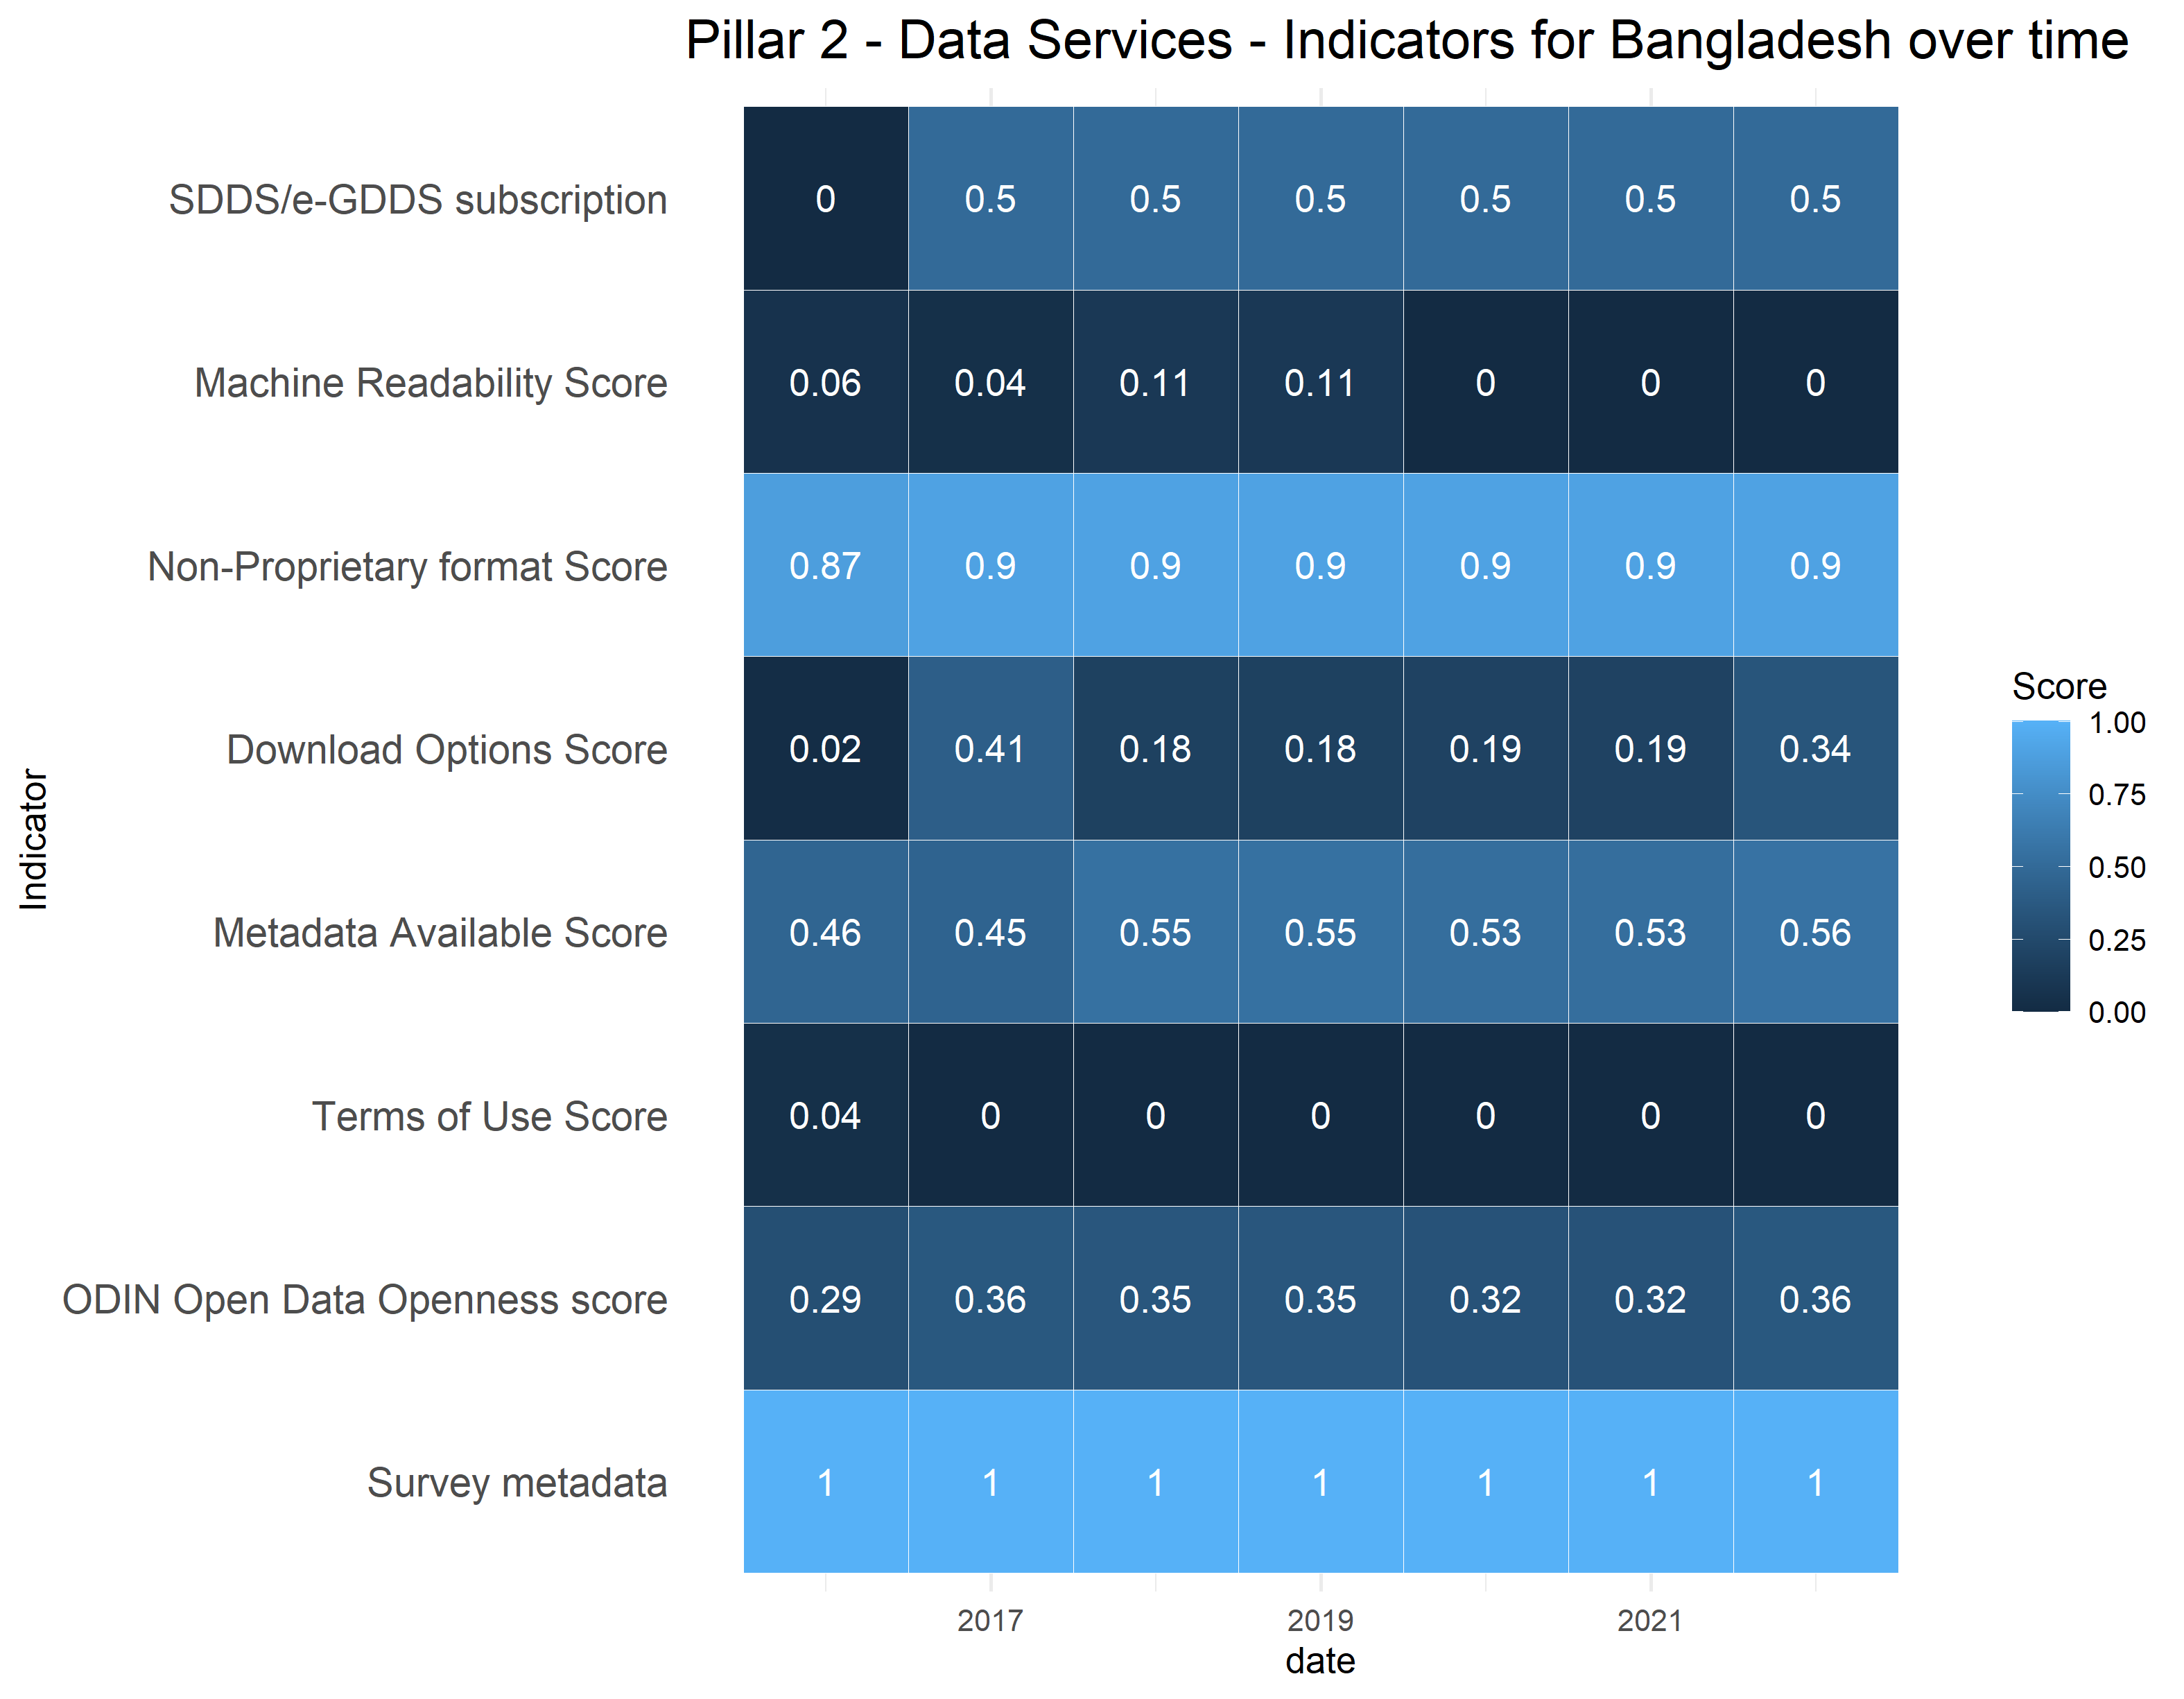 Pillar 2 - Data Services - Indicators for Bangladesh over time
SDDS/e-GDDS subscription 0 0.5 0.5 0.5 0.5 0.5 0.5
Machine Readability Score 0.06 0.04 0.11 0.11 0 0 0
Non-Proprietary format Score 0.87 0.9 0.9 0.9 0.9 0.9 0.9
Download Options Score 0.02 0.41 0.18 0.18 0.19 0.19 0.34
Metadata Available Score 0.46 0.45 0.55 0.55 0.53 0.53 0.56
Terms of Use Score 0.04 0 0 0 0 0 0
ODIN Open Data Openness score 0.29 0.36 0.35 0.35 0.32 0.32 0.36
Survey metadata 1 1 1 1 1 1 1
2017 2019 2021
date
Indicator
Score
1.00
0.75
0.50
0.25
0.00